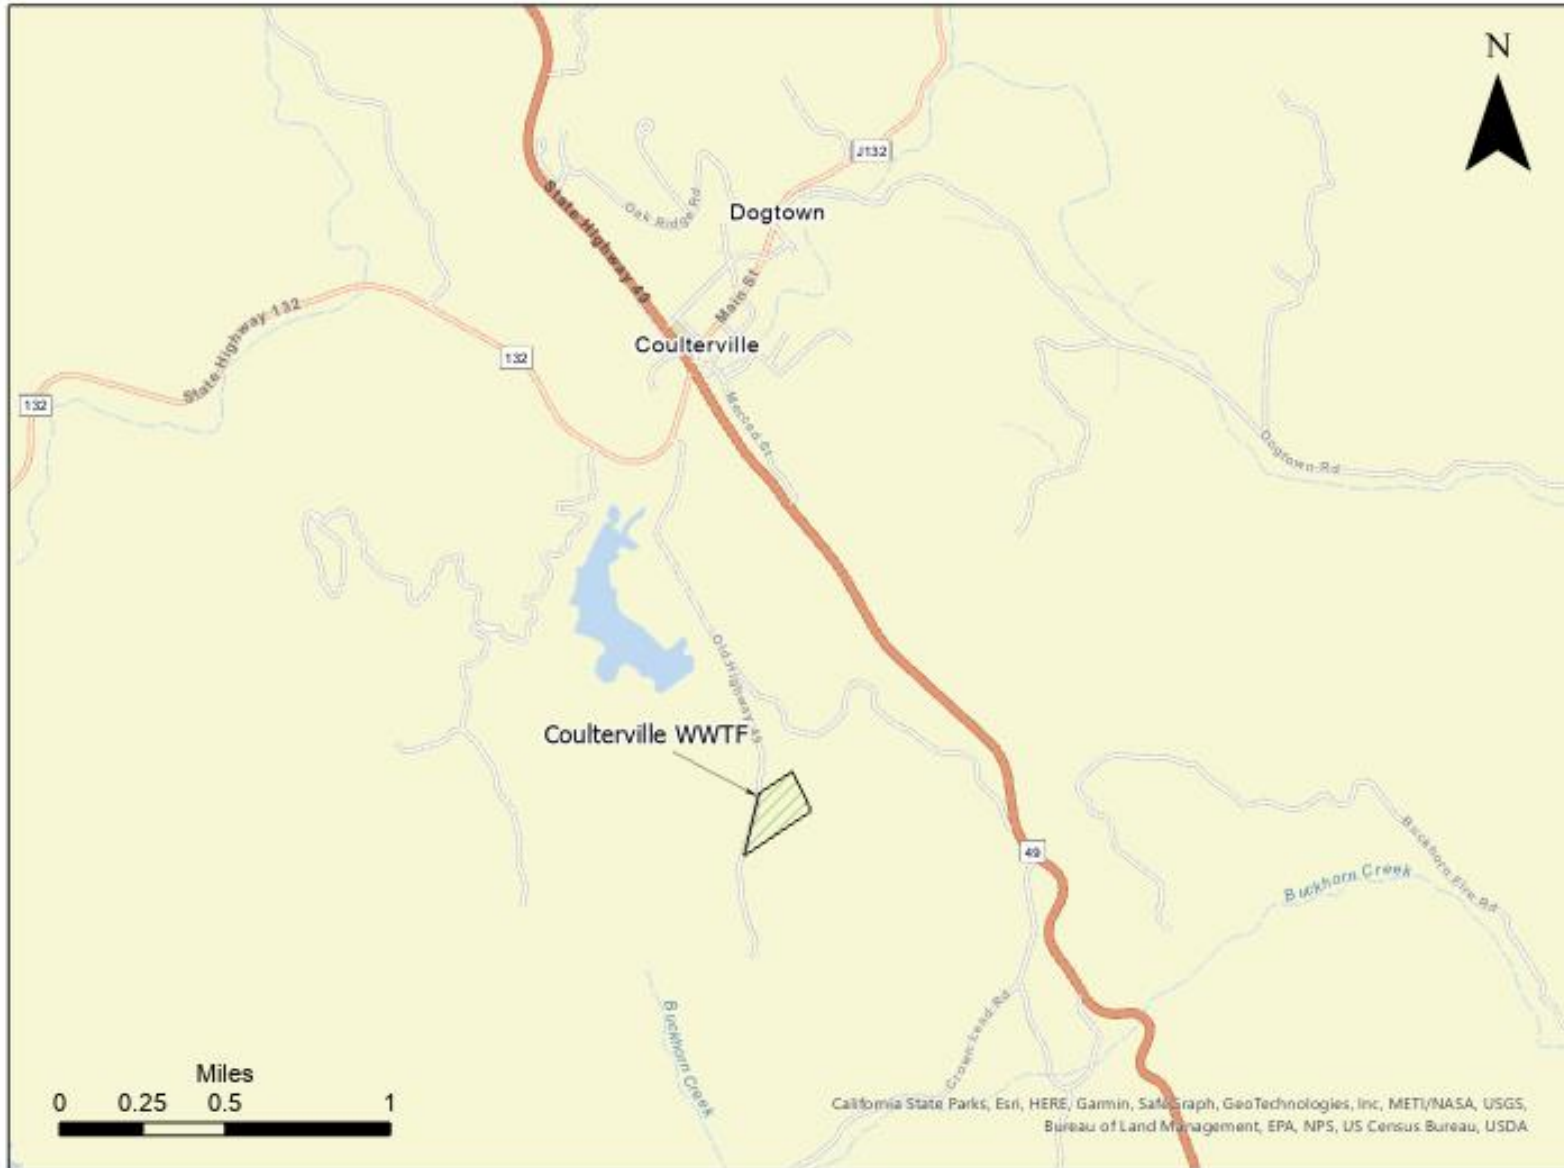 N
J132
Dogtown
Oak Ridge Rd
State Highway 49
Main St
State Highway 132
Coulterville
132
132
Merced St
Dogtown Rd
Old Highway 49
Coulterville WWTF
49
Buckhorn Fire Rd
Buckhorn Creek
Crown Lead Rd
Buckhorn Creek
Miles
0 0.25 0.5 1
California State Parks, Esri, HERE, Garmin, SafeGraph, GeoTechnologies, Inc, METI/NASA, USGS,
Bureau of Land Management, EPA, NPS, US Census Bureau, USDA